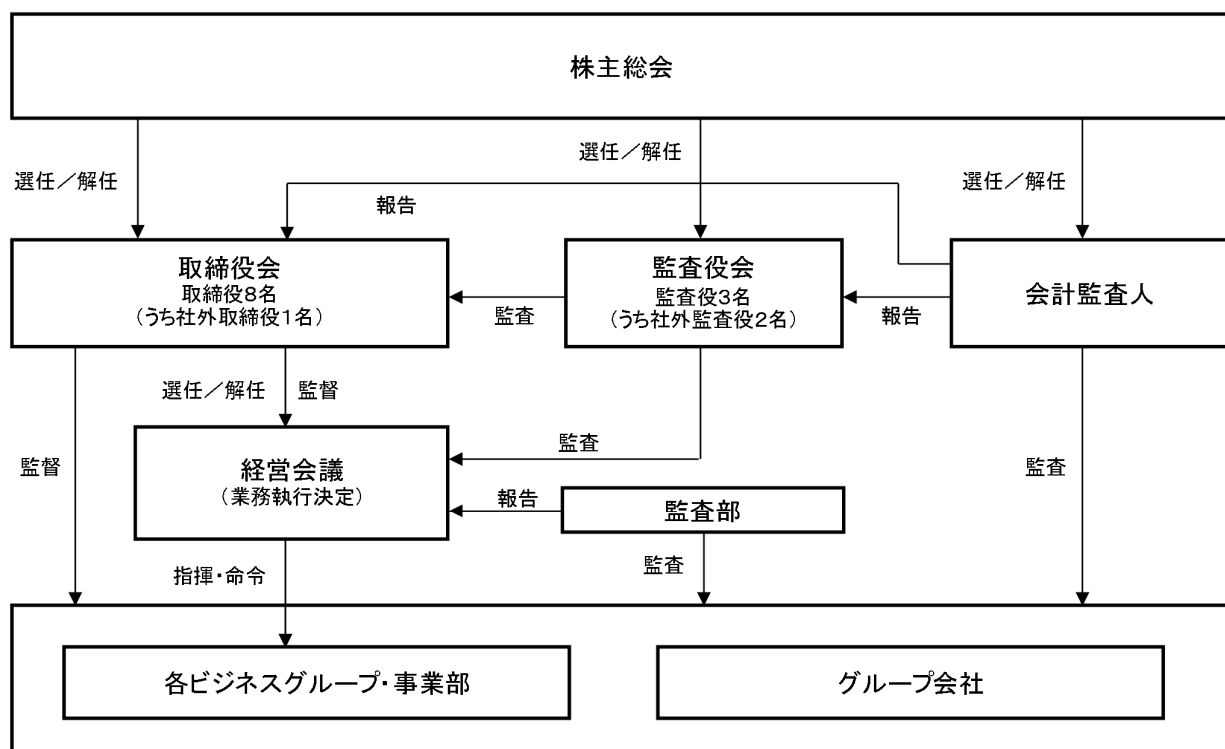 株主総会
選任／解任
選任／解任
選任／解任
報告
取締役会
取締役8名
（うち社外取締役1名）
監査
監査役会
監査役3名
（うち社外監査役2名）
報告
会計監査人
選任／解任
監督
監督
経営会議
（業務執行決定）
監査
報告
監査部
監査
監査
指揮・命令
各ビジネスグループ・事業部
グループ会社